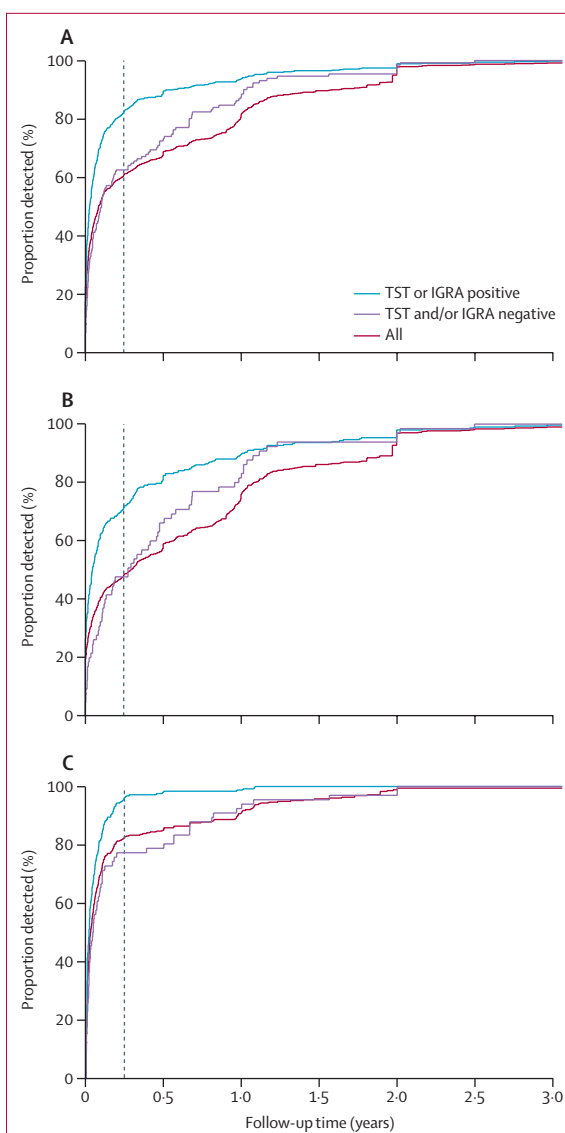 A
100
80
60
40
20
0
Proportion detected (%)
TST or IGRA positive
TST and/or IGRA negative
All
B
100
80
60
40
20
0
Proportion detected (%)
C
100
80
60
40
20
0
Proportion detected (%)
0 0·5 1·0 1·5 2·0 2·5 3·0
Follow-up time (years)